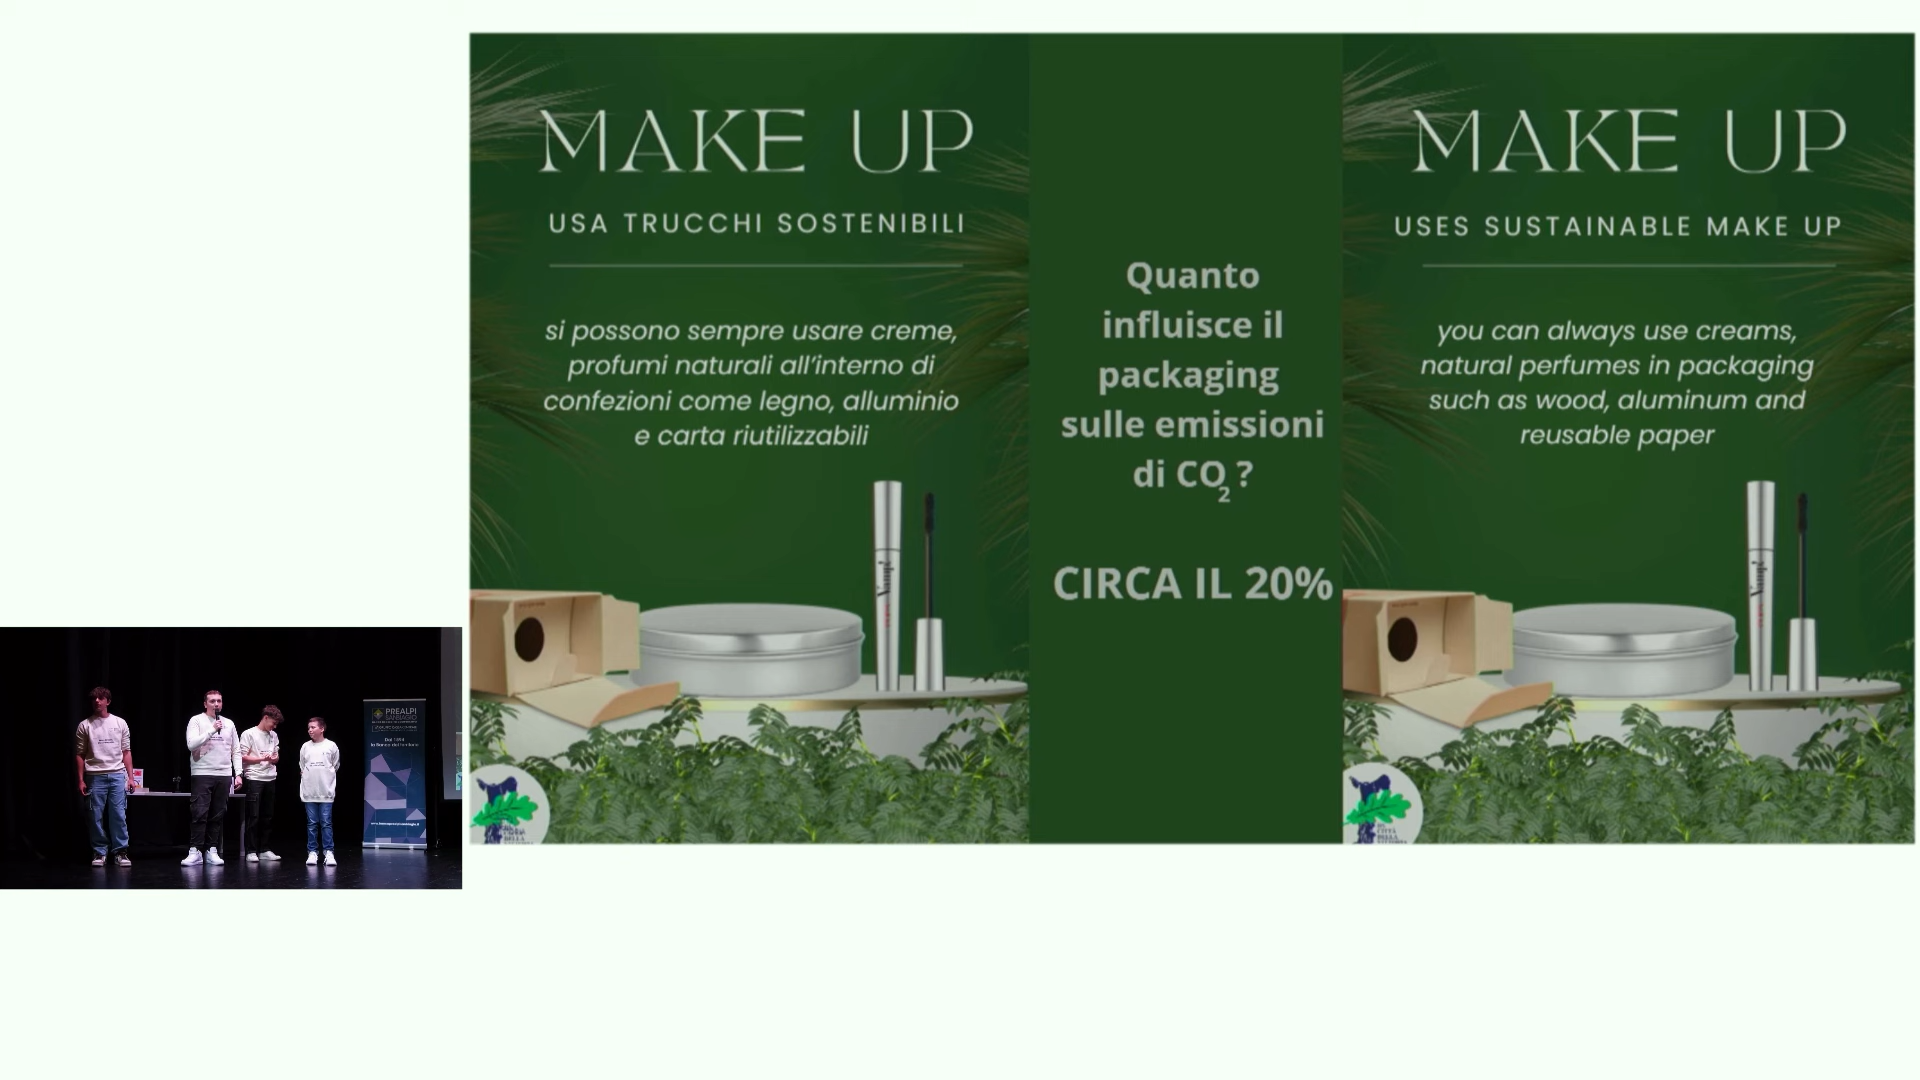 MAKE UP
USA TRUCCHI SOSTENIBILI
si possono sempre usare creme,
profumi naturali all'interno di
confezioni come legno, alluminio
e carta riutilizzabili
Quanto
influisce il
packaging
sulle emissioni
di CO2 ?
CIRCA IL 20%
MAKE UP
USES SUSTAINABLE MAKE UP
you can always use creams,
natural perfumes in packaging
such as wood, aluminum and
reusable paper
PREALPI
SANBIAGIO